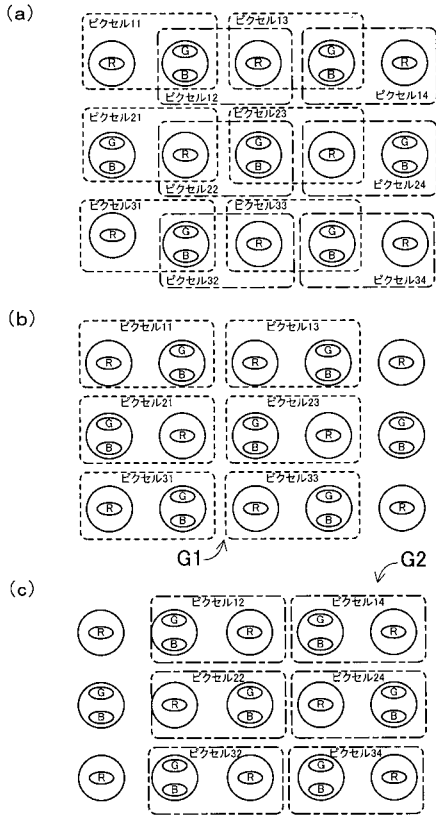 (a)
ピクセル11 ピクセル13
G G
R R R
B B
ピクセル12 ピクセル14
ピクセル21 ピクセル23
G G G
R R
B B B
ピクセル22 ピクセル24
ピクセル31 ピクセル33
R G R G R
B B
ピクセル32 ピクセル34
(b)
ピクセル11 ピクセル13
G G
R R R
B B
ピクセル21 ピクセル23
G G G
R R
B B B
ピクセル31 ピクセル33
G G
R R R
B B
G1 G2
(c)
ピクセル12 ピクセル14
G G
R R R
B B
ピクセル22 ピクセル24
G G G
R R
B B B
ピクセル32 ピクセル34
G G
R R R
B B